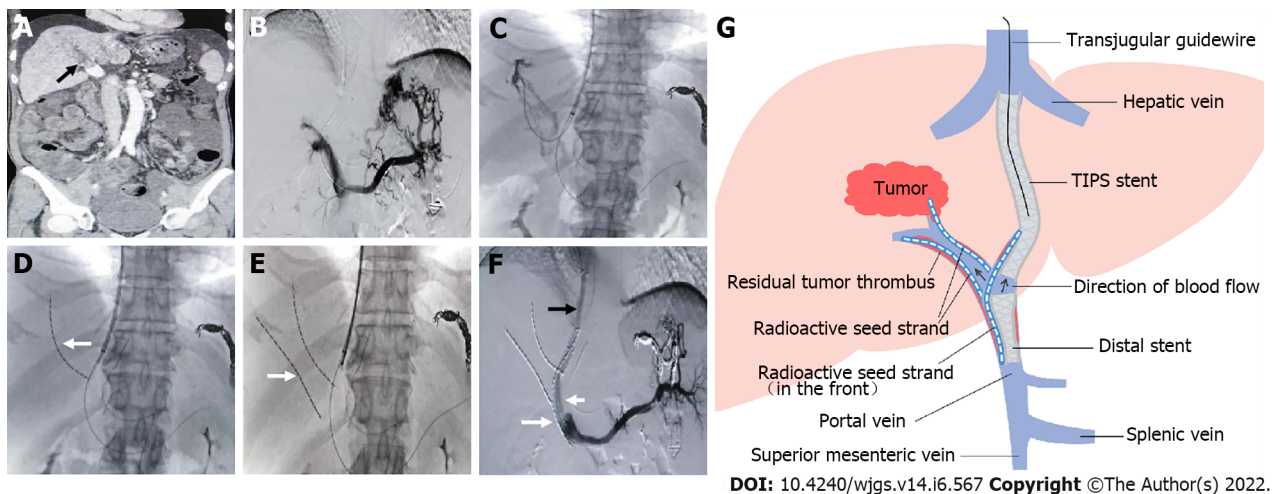 A
B
C
D
E
F
G
Transjugular guidewire
Hepatic vein
TIPS stent
Tumor
Residual tumor thrombus
Direction of blood flow
Radioactive seed strand
Distal stent
Radioactive seed strand
（in the front）
Portal vein
Splenic vein
Superior mesenteric vein
DOI: 10.4240/wjgs.v14.i6.567 Copyright ©The Author(s) 2022.